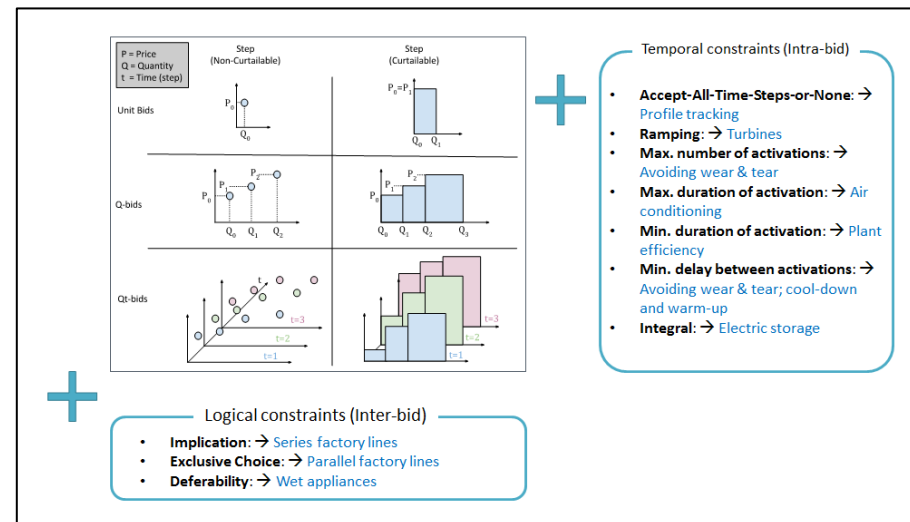 P = Price
Q = Quantity
t = Time (step)
Step
(Non-Curtailable)
Step
(Curtailable)
Unit Bids
P₀
Q₀
P₀=P₁
Q₀ Q₁
Q-bids
P₀
P₁
P₂
Q₀ Q₁ Q₂
P₀
P₁
P₂
Q₀ Q₁ Q₂ Q₃
Qt-bids
t
t=3
t=2
t=1
t=3
t=2
t=1
Temporal constraints (Intra-bid)
• Accept-All-Time-Steps-or-None: →
Profile tracking
• Ramping: → Turbines
• Max. number of activations: →
Avoiding wear & tear
• Max. duration of activation: → Air
conditioning
• Min. duration of activation: → Plant
efficiency
• Min. delay between activations: →
Avoiding wear & tear; cool-down
and warm-up
• Integral: → Electric storage
Logical constraints (Inter-bid)
• Implication: → Series factory lines
• Exclusive Choice: → Parallel factory lines
• Deferability: → Wet appliances